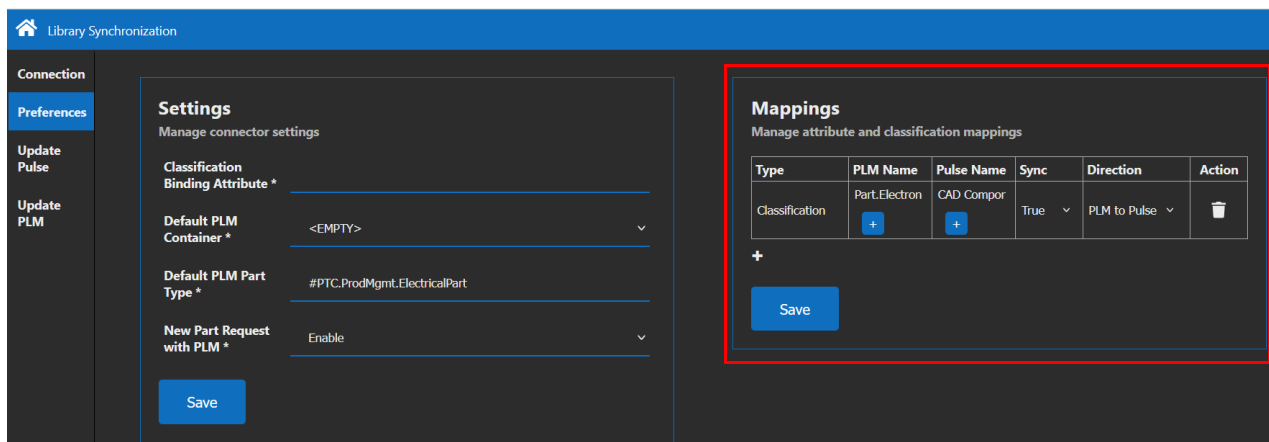 Library Synchronization
Connection
Preferences
Update
Pulse
Update
PLM
Settings
Manage connector settings
Classification
Binding Attribute *
Default PLM
Container *
<EMPTY>
Default PLM Part
Type *
#PTC.ProdMgmt.ElectricalPart
New Part Request
with PLM *
Enable
Save
Mappings
Manage attribute and classification mappings
Type PLM Name Pulse Name Sync Direction Action
Classification Part.Electron CAD Compor True PLM to Pulse
+ +
+
Save